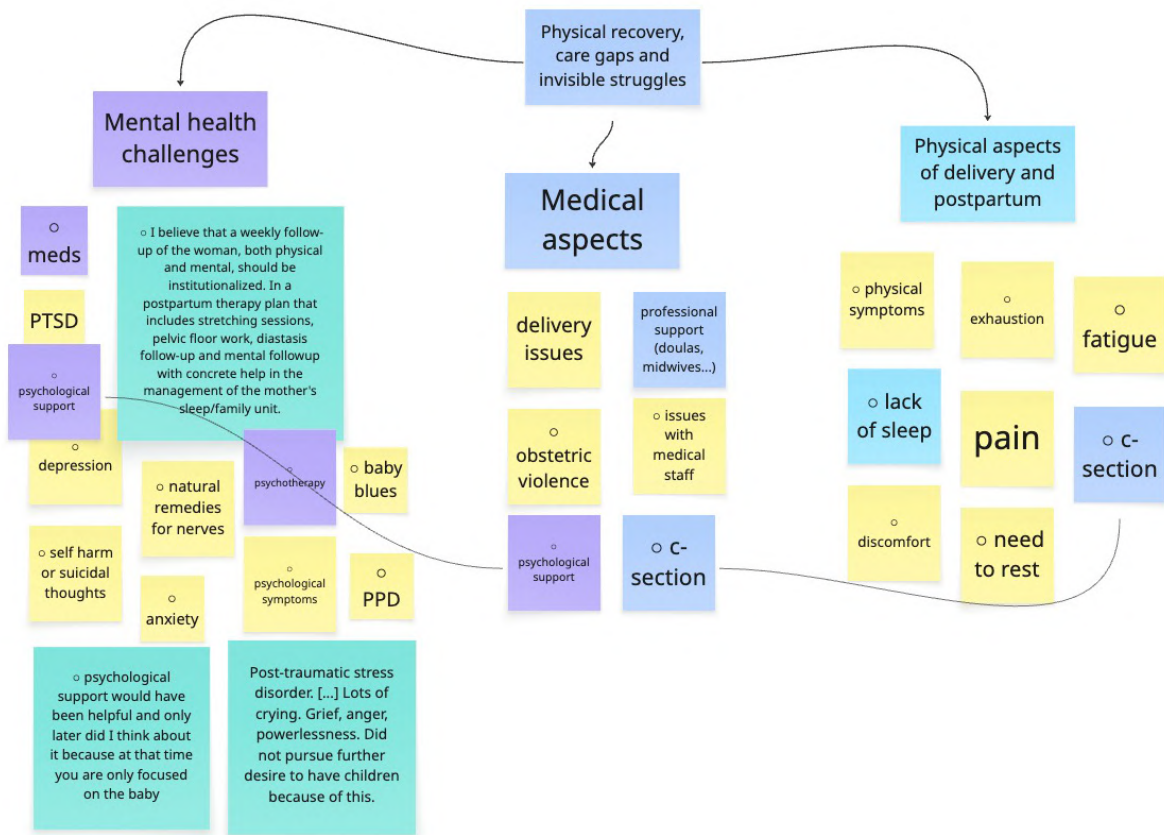 Physical recovery,
care gaps and
invisible struggles
Mental health
challenges
○
meds
PTSD
○
psychological
support
○ I believe that a weekly follow-
up of the woman, both physical
and mental, should be
institutionalized. In a
postpartum therapy plan that
includes stretching sessions,
pelvic floor work, diastasis
follow-up and mental followup
with concrete help in the
management of the mother's
sleep/family unit.
○
depression
○ natural
remedies
for nerves
○
psychotherapy
○ baby
blues
○ self harm
or suicidal
thoughts
○
anxiety
○
psychological
symptoms
○
PPD
○ psychological
support would have
been helpful and only
later did I think about
it because at that time
you are only focused
on the baby
Post-traumatic stress
disorder. [...] Lots of
crying. Grief, anger,
powerlessness. Did
not pursue further
desire to have children
because of this.
Medical
aspects
delivery
issues
professional
support
(doulas,
midwives...)
○
obstetric
violence
○ issues
with
medical
staff
○
psychological
support
○ c-
section
Physical aspects
of delivery and
postpartum
○ physical
symptoms
○
exhaustion
○
fatigue
○ lack
of sleep
pain
○ c-
section
○
discomfort
○ need
to rest